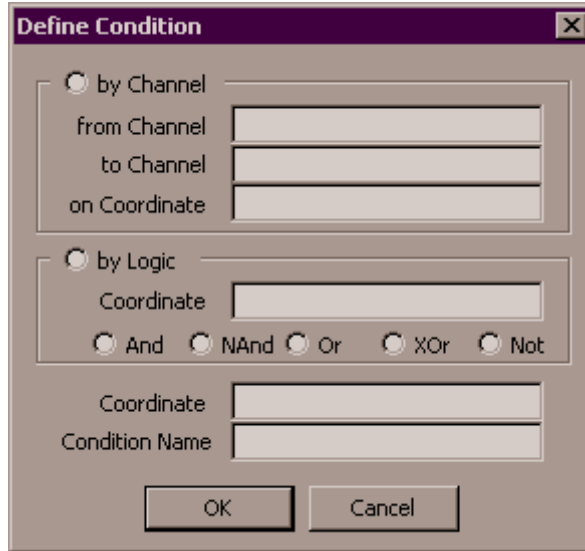 Define Condition
by Channel
from Channel
to Channel
on Coordinate
by Logic
Coordinate
And NAnd Or XOr Not
Coordinate
Condition Name
OK Cancel